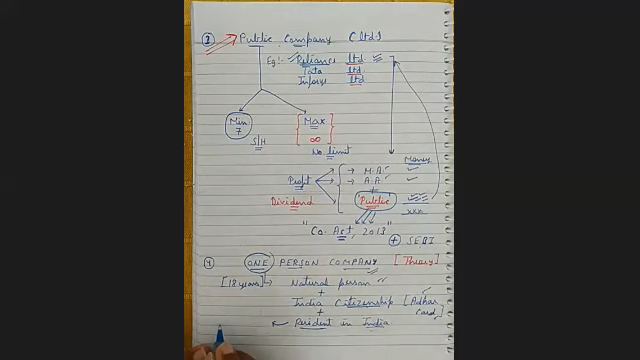 ③ Public Company (Ltd)
Eg:- Reliance Ltd
Tata Ltd
Infosys Ltd
Min 7
S/H
Max ∞
No limit
Money
Profit → M.A
→ A.A
+
Dividend "Public"
xxx
"Co. Act, 2013"
+ SEBI
④ ONE PERSON COMPANY [Theory]
[18 years] → Natural person
+
India Citizenship [Adhar Card]
+
Resident in India